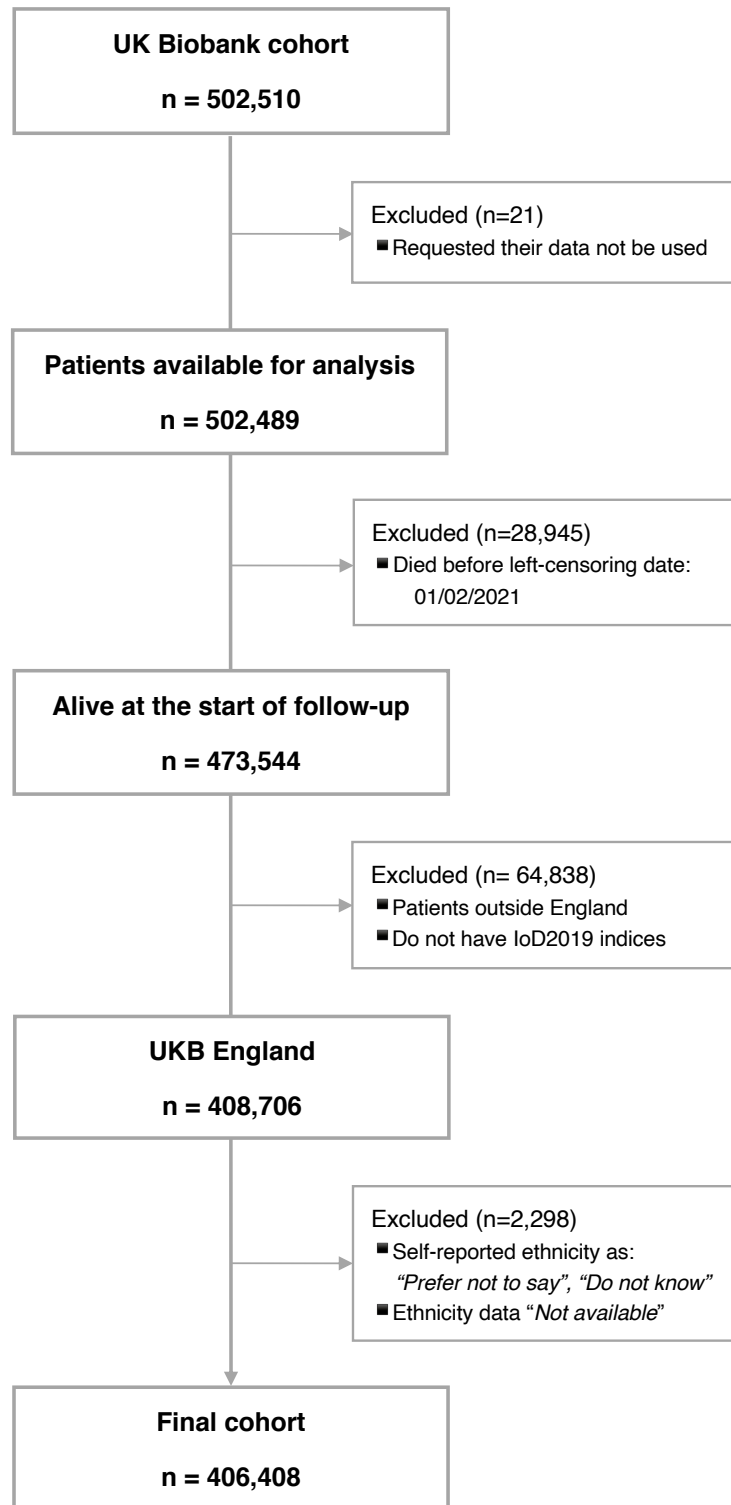 UK Biobank cohort
n = 502,510
Excluded (n=21)
▪ Requested their data not be used
Patients available for analysis
n = 502,489
Excluded (n=28,945)
▪ Died before left-censoring date:
01/02/2021
Alive at the start of follow-up
n = 473,544
Excluded (n= 64,838)
▪ Patients outside England
▪ Do not have IoD2019 indices
UKB England
n = 408,706
Excluded (n=2,298)
▪ Self-reported ethnicity as:
“Prefer not to say”, “Do not know”
▪ Ethnicity data “Not available”
Final cohort
n = 406,408